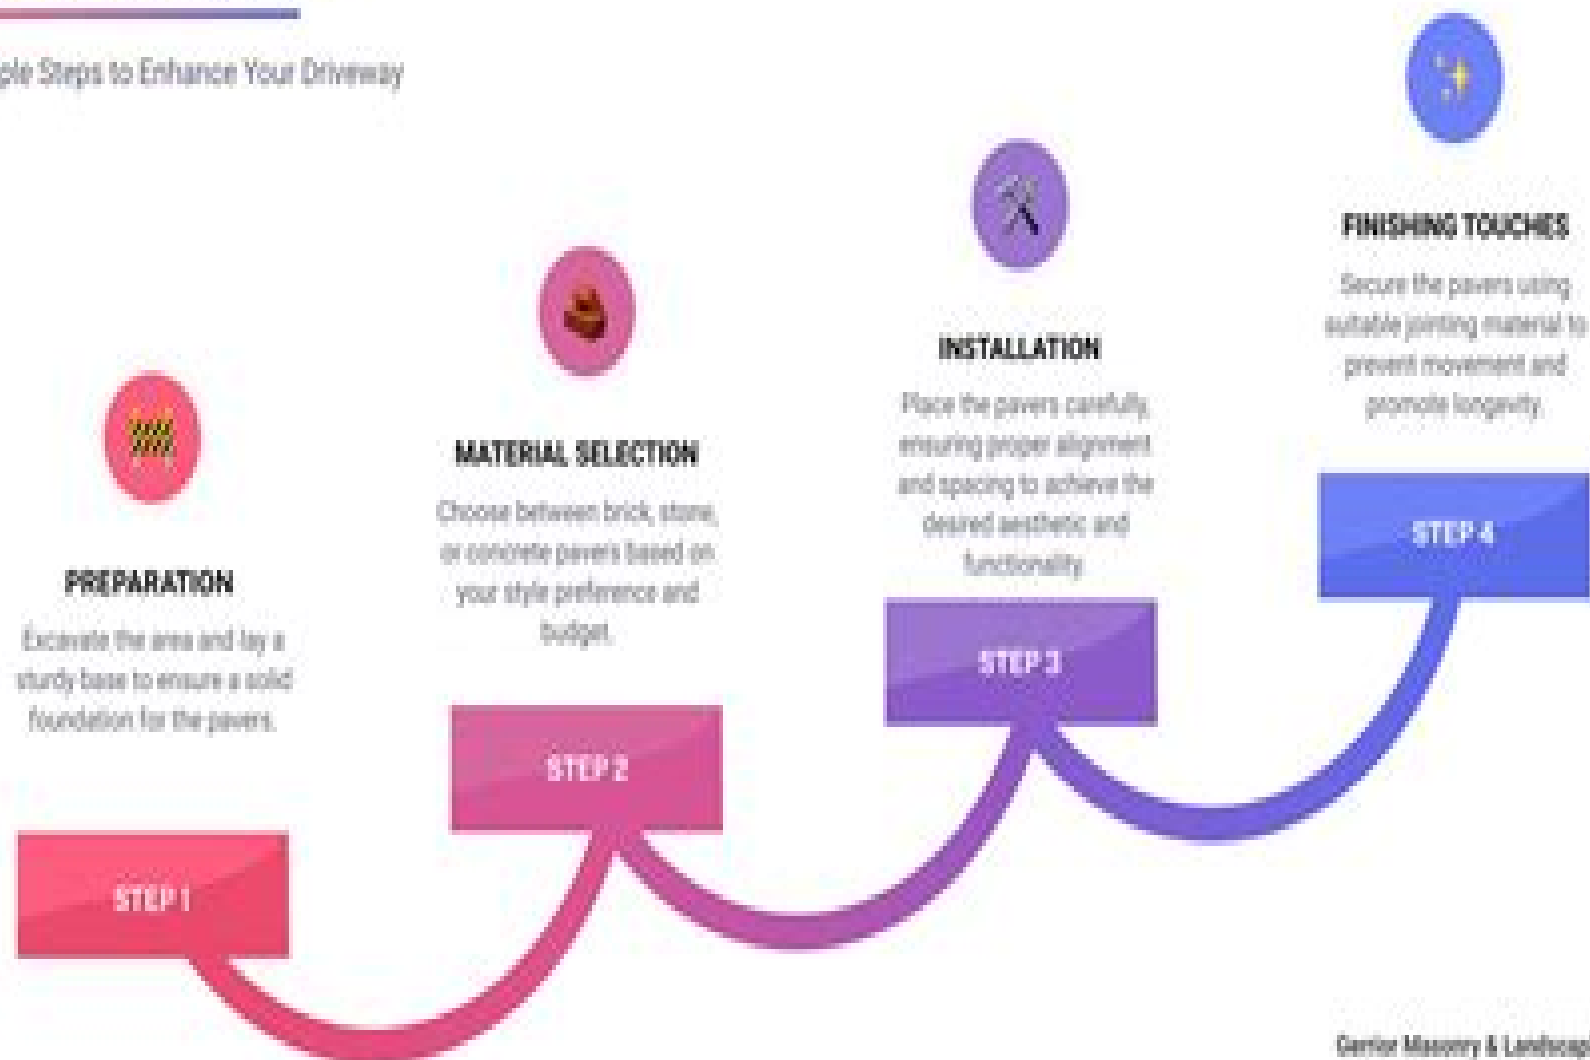 ple Steps to Enhance Your Driveway
PREPARATION
Excavate the area and lay a
sturdy base to ensure a solid
foundation for the pavers.
STEP 1
MATERIAL SELECTION
Choose between brick, stone,
or concrete pavers based on
your style preference and
budget.
STEP 2
INSTALLATION
Place the pavers carefully,
ensuring proper alignment
and spacing to achieve the
desired aesthetic and
functionality.
STEP 3
FINISHING TOUCHES
Secure the pavers using
suitable jointing material to
prevent movement and
promote longevity.
STEP 4
Masonry & Landscap